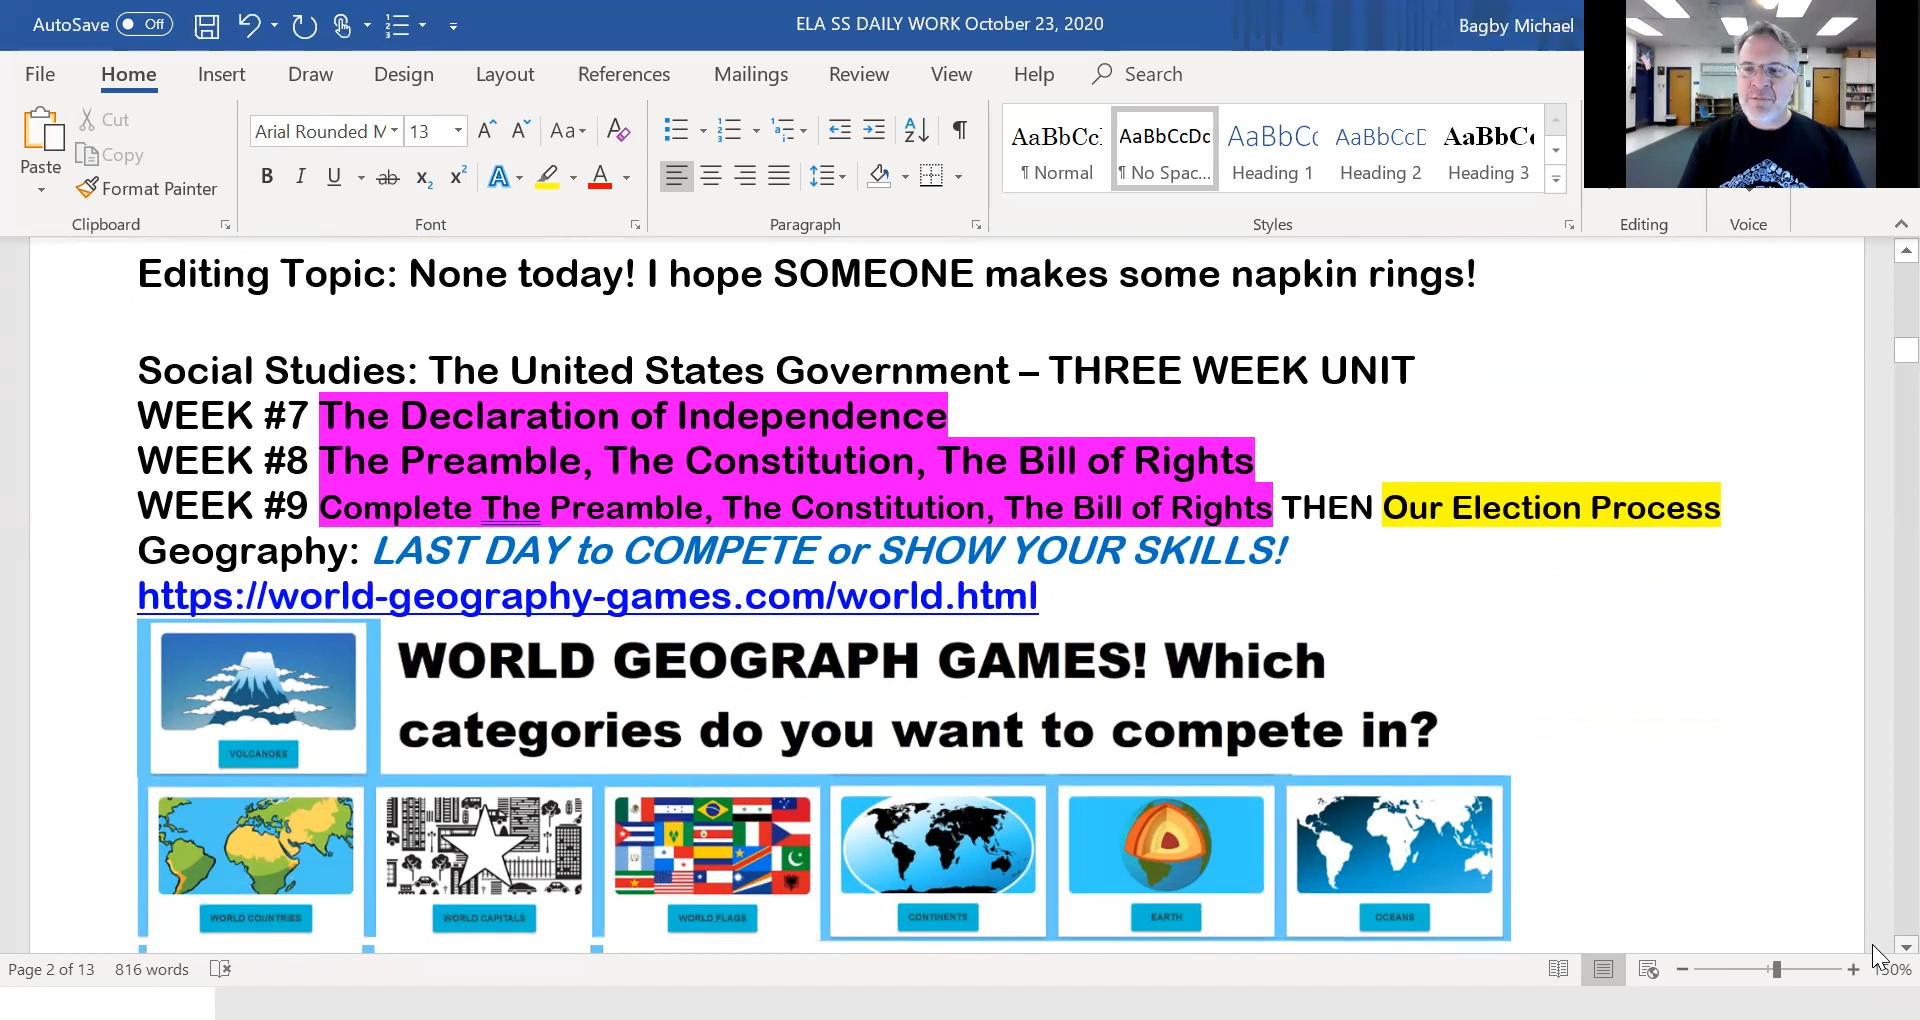 AutoSave Off
ELA SS DAILY WORK October 23, 2020
Bagby Michael
File Home Insert Draw Design Layout References Mailings Review View Help Search
Paste
Cut
Copy
Format Painter
Clipboard
Arial Rounded M 13
Font
Paragraph
AaBbCc AaBbCcDc AaBbCc AaBbCcD AaBbC
¶ Normal ¶ No Spac... Heading 1 Heading 2 Heading 3
Styles
Editing
Voice
Editing Topic: None today! I hope SOMEONE makes some napkin rings!
Social Studies: The United States Government – THREE WEEK UNIT
WEEK #7 The Declaration of Independence
WEEK #8 The Preamble, The Constitution, The Bill of Rights
WEEK #9 Complete The Preamble, The Constitution, The Bill of Rights THEN Our Election Process
Geography: LAST DAY to COMPETE or SHOW YOUR SKILLS!
https://world-geography-games.com/world.html
WORLD GEOGRAPH GAMES! Which
categories do you want to compete in?
VOLCANOES
WORLD COUNTRIES WORLD CAPITALS WORLD FLAGS CONTINENTS EARTH OCEANS
Page 2 of 13 816 words